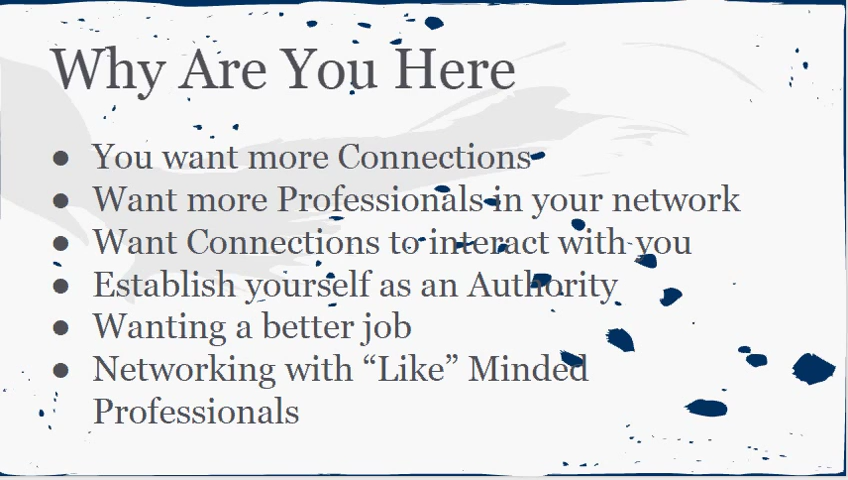 Why Are You Here
● You want more Connections
● Want more Professionals in your network
● Want Connections to interact with you
● Establish yourself as an Authority
● Wanting a better job
● Networking with “Like” Minded
Professionals